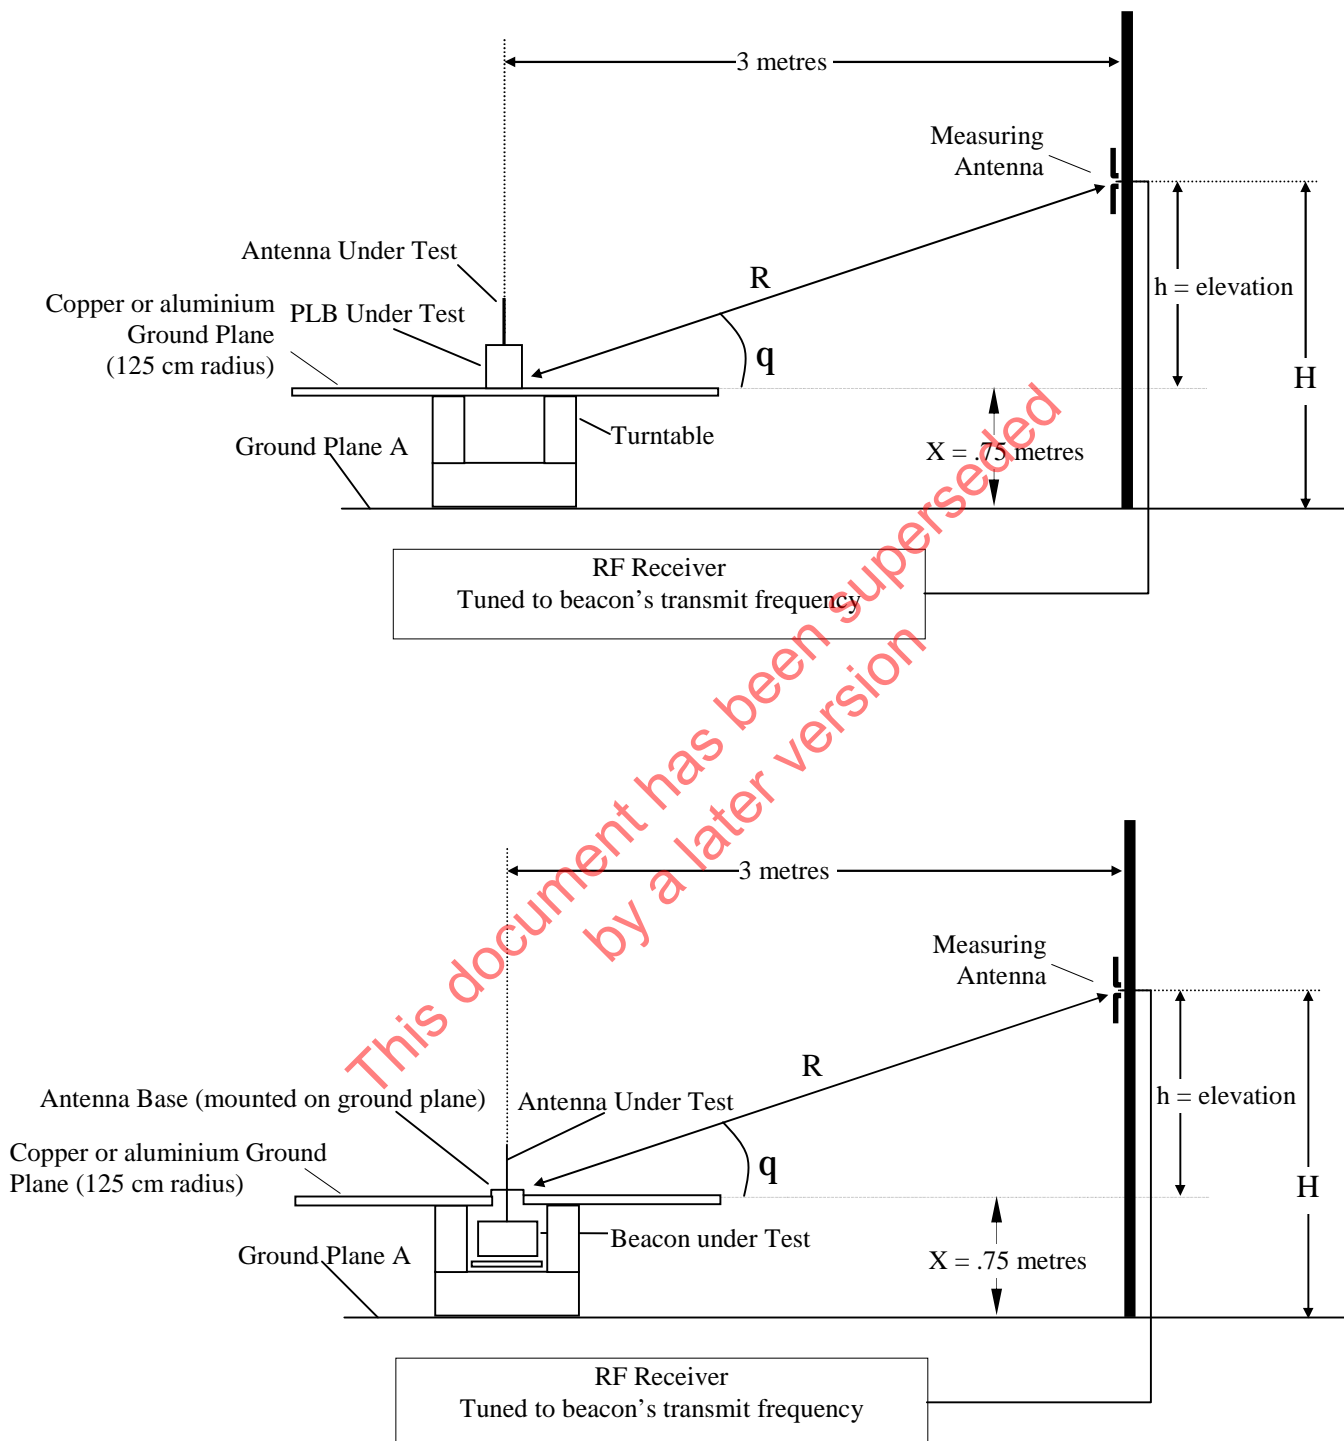 3 metres
Measuring
Antenna
Antenna Under Test
R
h = elevation
Copper or aluminium
Ground Plane
(125 cm radius)
PLB Under Test
q
H
Turntable
Ground Plane A
X = .75 metres
RF Receiver
Tuned to beacon’s transmit frequency
This document has been superseded
by a later version
3 metres
Measuring
Antenna
R
Antenna Base (mounted on ground plane)
Antenna Under Test
h = elevation
Copper or aluminium Ground
Plane (125 cm radius)
q
H
Beacon under Test
Ground Plane A
X = .75 metres
RF Receiver
Tuned to beacon’s transmit frequency